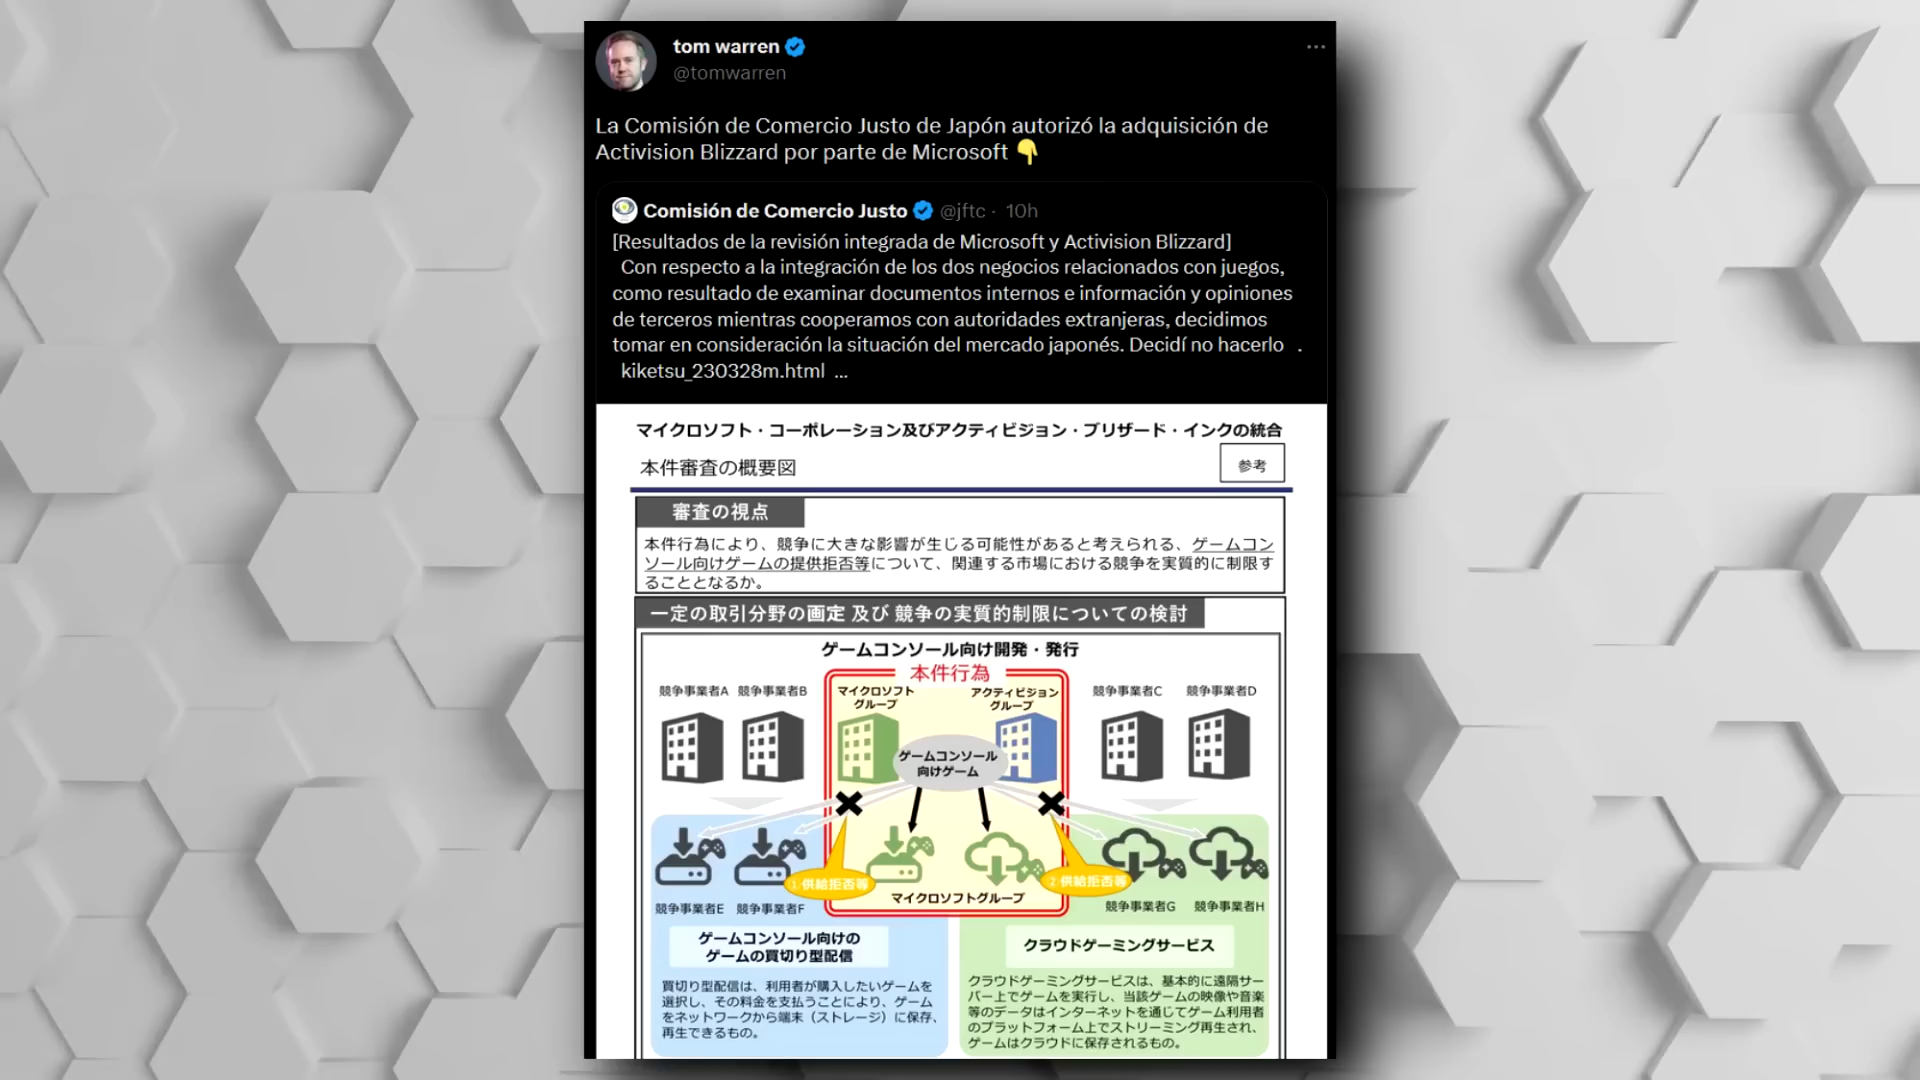 tom warren
@tomwarren
La Comisión de Comercio Justo de Japón autorizó la adquisición de
Activision Blizzard por parte de Microsoft 👇
Comisión de Comercio Justo @jftc · 10h
[Resultados de la revisión integrada de Microsoft y Activision Blizzard]
Con respecto a la integración de los dos negocios relacionados con juegos,
como resultado de examinar documentos internos e información y opiniones
de terceros mientras cooperamos con autoridades extranjeras, decidimos
tomar en consideración la situación del mercado japonés. Decidí no hacerlo .
kiketsu_230328m.html ...
マイクロソフト・コーポレーション及びアクティビジョン・ブリザード・インクの統合
本件審査の概要図
参考
審査の視点
本件行為により、競争に大きな影響が生じる可能性があると考えられる、ゲームコン
ソール向けゲームの提供拒否等について、関連する市場における競争を実質的に制限す
ることとなるか。
一定の取引分野の画定 及び 競争の実質的制限についての検討
ゲームコンソール向け開発・発行
本件行為
競争事業者A 競争事業者B マイクロソフト アクティビジョン 競争事業者C 競争事業者D
グループ グループ
ゲームコンソール
向けゲーム
1 供給拒否等 2 供給拒否等
マイクロソフトグループ
競争事業者E 競争事業者F 競争事業者G 競争事業者H
ゲームコンソール向けの
ゲームの買切り型配信
買切り型配信は、利用者が購入したいゲームを
選択し、その料金を支払うことにより、ゲーム
をネットワークから端末（ストレージ）に保存、
再生できるもの。
クラウドゲーミングサービス
クラウドゲーミングサービスは、基本的に遠隔サー
バー上でゲームを実行し、当該ゲームの映像や音楽
等のデータはインターネットを通じてゲーム利用者
のプラットフォーム上でストリーミング再生され、
ゲームはクラウドに保存されるもの。